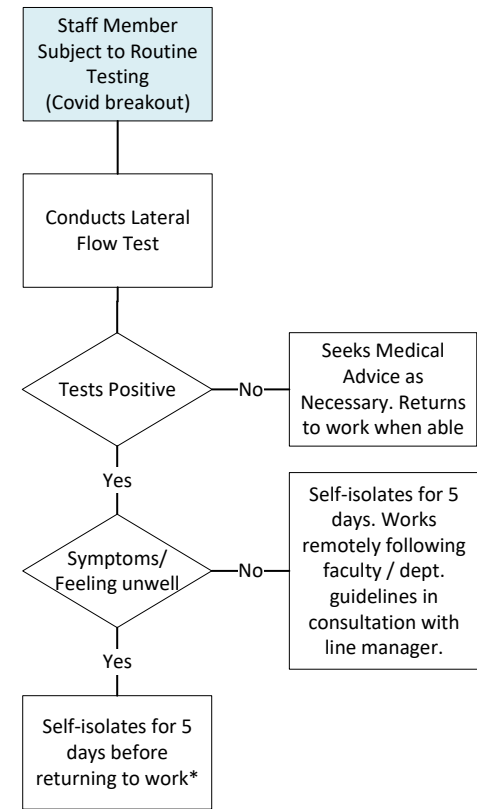 Staff Member
Subject to Routine
Testing
(Covid breakout)
Conducts Lateral
Flow Test
Tests Positive
No
Seeks Medical
Advice as
Necessary. Returns
to work when able
Yes
Symptoms/
Feeling unwell
No
Self-isolates for 5
days. Works
remotely following
faculty / dept.
guidelines in
consultation with
line manager.
Yes
Self-isolates for 5
days before
returning to work*